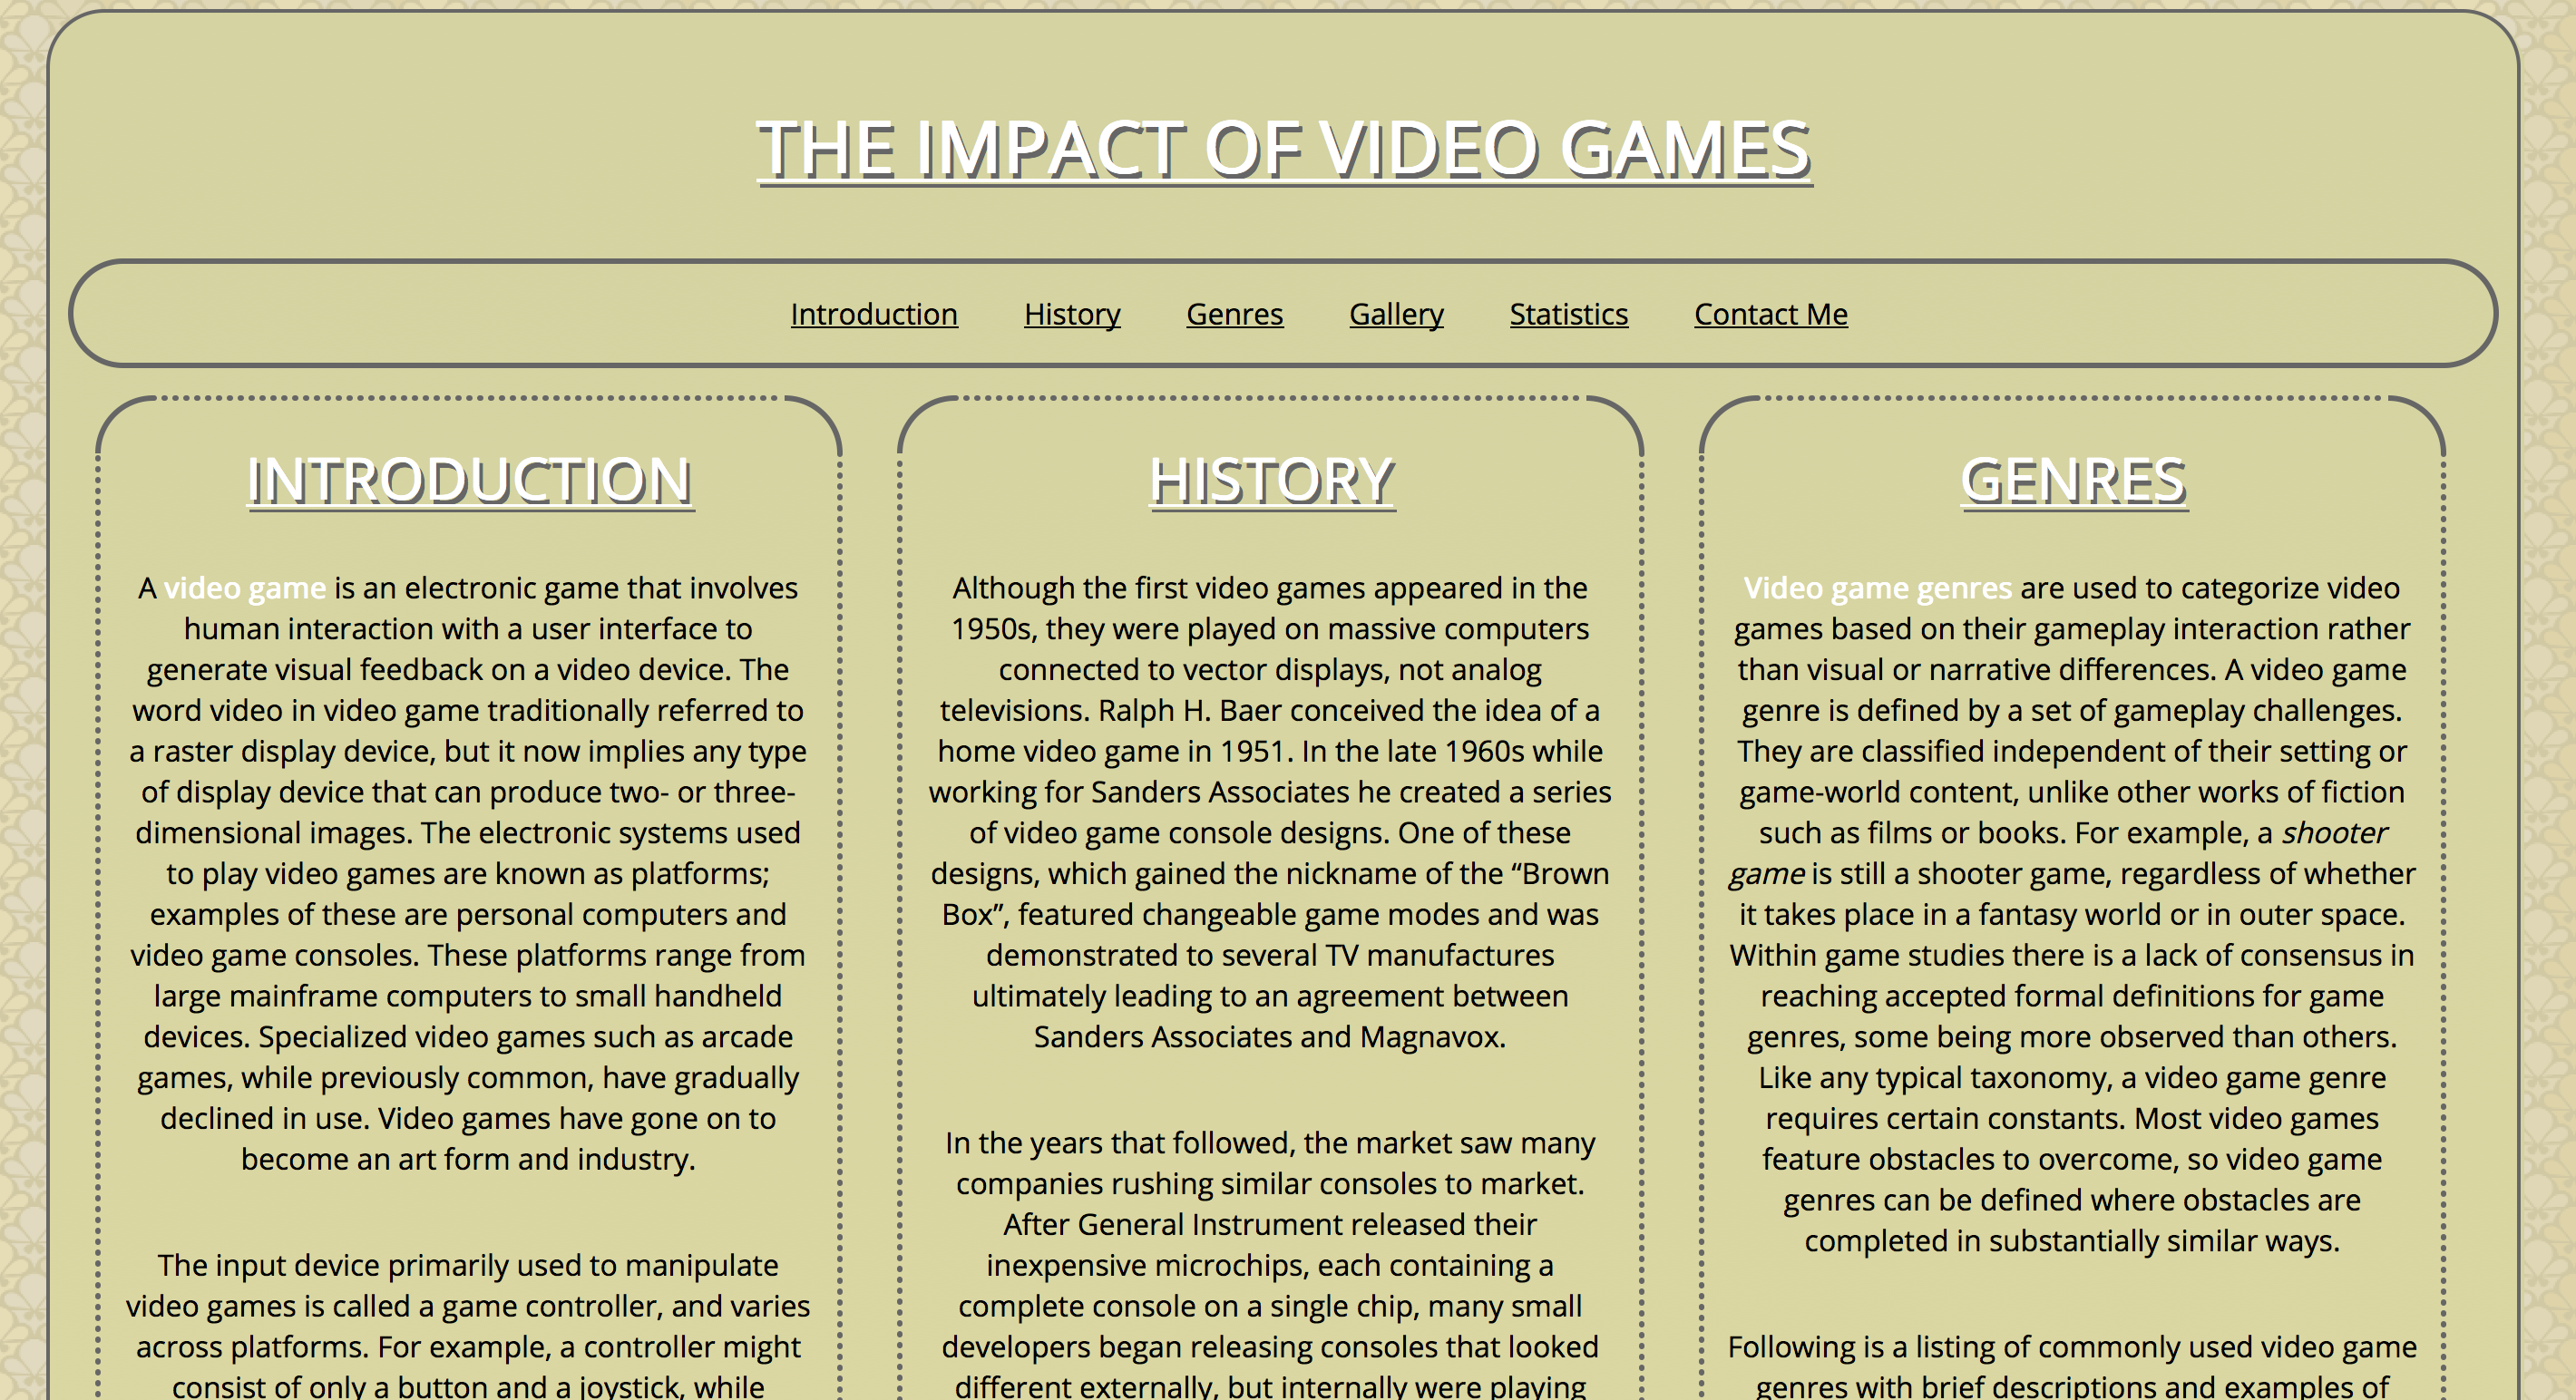 THE IMPACT OF VIDEO GAMES
Introduction History Genres Gallery Statistics Contact Me
INTRODUCTION
A video game is an electronic game that involves
human interaction with a user interface to
generate visual feedback on a video device. The
word video in video game traditionally referred to
a raster display device, but it now implies any type
of display device that can produce two- or three-
dimensional images. The electronic systems used
to play video games are known as platforms;
examples of these are personal computers and
video game consoles. These platforms range from
large mainframe computers to small handheld
devices. Specialized video games such as arcade
games, while previously common, have gradually
declined in use. Video games have gone on to
become an art form and industry.
The input device primarily used to manipulate
video games is called a game controller, and varies
across platforms. For example, a controller might
consist of only a button and a joystick, while
HISTORY
Although the first video games appeared in the
1950s, they were played on massive computers
connected to vector displays, not analog
televisions. Ralph H. Baer conceived the idea of a
home video game in 1951. In the late 1960s while
working for Sanders Associates he created a series
of video game console designs. One of these
designs, which gained the nickname of the “Brown
Box”, featured changeable game modes and was
demonstrated to several TV manufactures
ultimately leading to an agreement between
Sanders Associates and Magnavox.
In the years that followed, the market saw many
companies rushing similar consoles to market.
After General Instrument released their
inexpensive microchips, each containing a
complete console on a single chip, many small
developers began releasing consoles that looked
different externally, but internally were playing
GENRES
Video game genres are used to categorize video
games based on their gameplay interaction rather
than visual or narrative differences. A video game
genre is defined by a set of gameplay challenges.
They are classified independent of their setting or
game-world content, unlike other works of fiction
such as films or books. For example, a shooter
game is still a shooter game, regardless of whether
it takes place in a fantasy world or in outer space.
Within game studies there is a lack of consensus in
reaching accepted formal definitions for game
genres, some being more observed than others.
Like any typical taxonomy, a video game genre
requires certain constants. Most video games
feature obstacles to overcome, so video game
genres can be defined where obstacles are
completed in substantially similar ways.
Following is a listing of commonly used video game
genres with brief descriptions and examples of